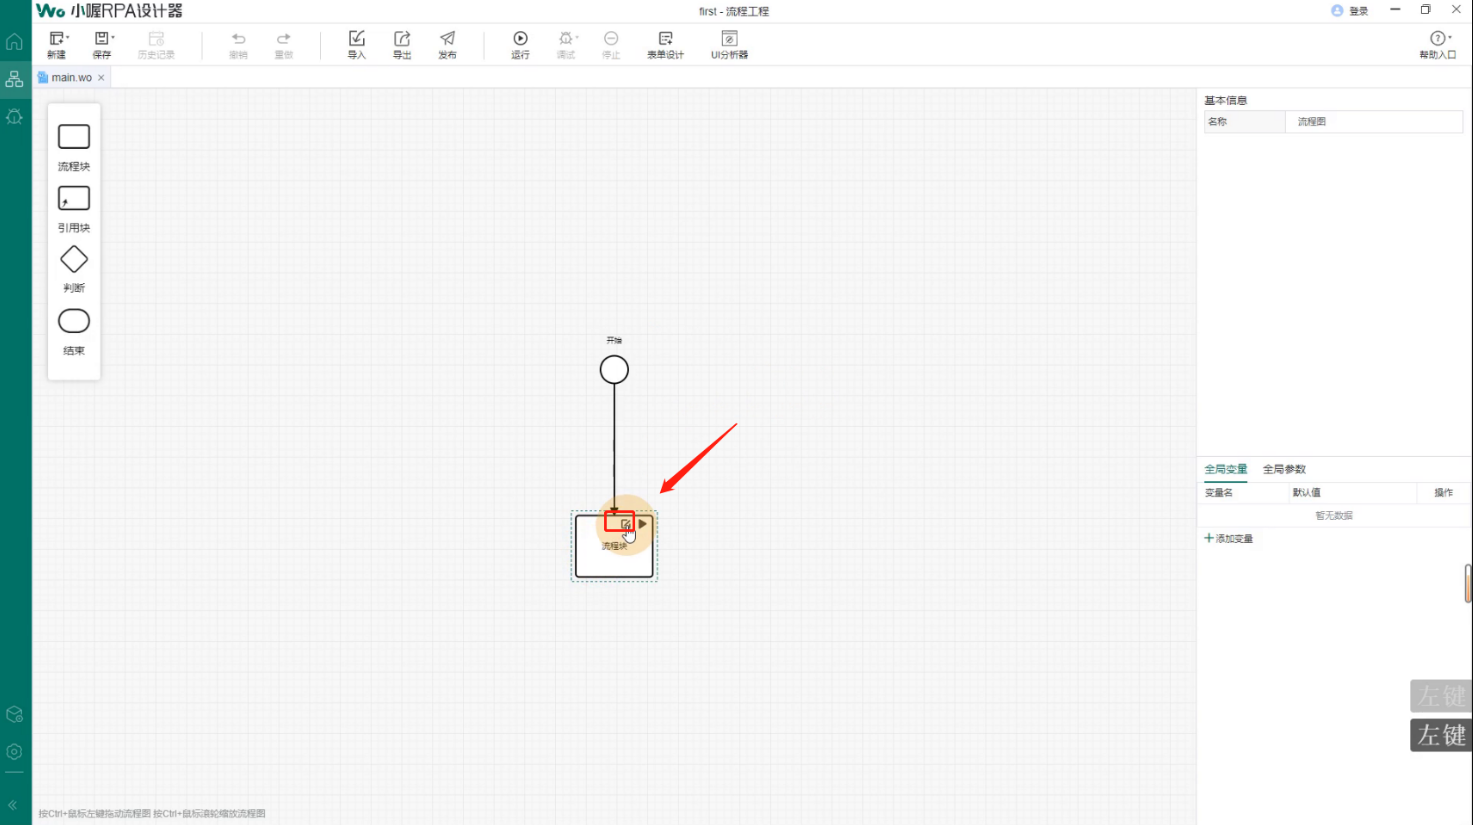 Wo 小喔RPA设计器
first - 流程工程
登录
新建 保存 历史记录 撤销 重做 导入 导出 发布 运行 调试 停止 表单设计 UI分析器 帮助入口
main.wo
流程块
引用块
判断
结束
开始
流程块
基本信息
名称 流程图
全局变量 全局参数
变量名 默认值 操作
暂无数据
添加变量
左键
左键
按Ctrl+鼠标左键拖动流程图 按Ctrl+鼠标滚轮缩放流程图